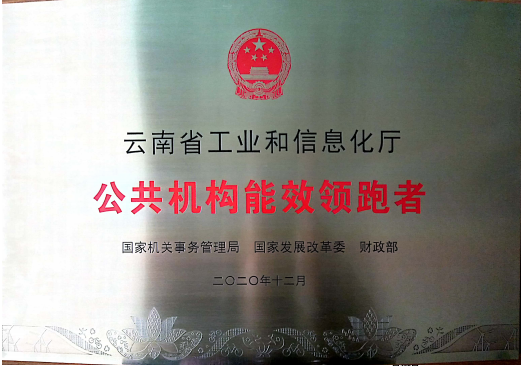 云南省工业和信息化厅
公共机构能效领跑者
国家机关事务管理局 国家发展改革委 财政部
二〇二〇年十二月